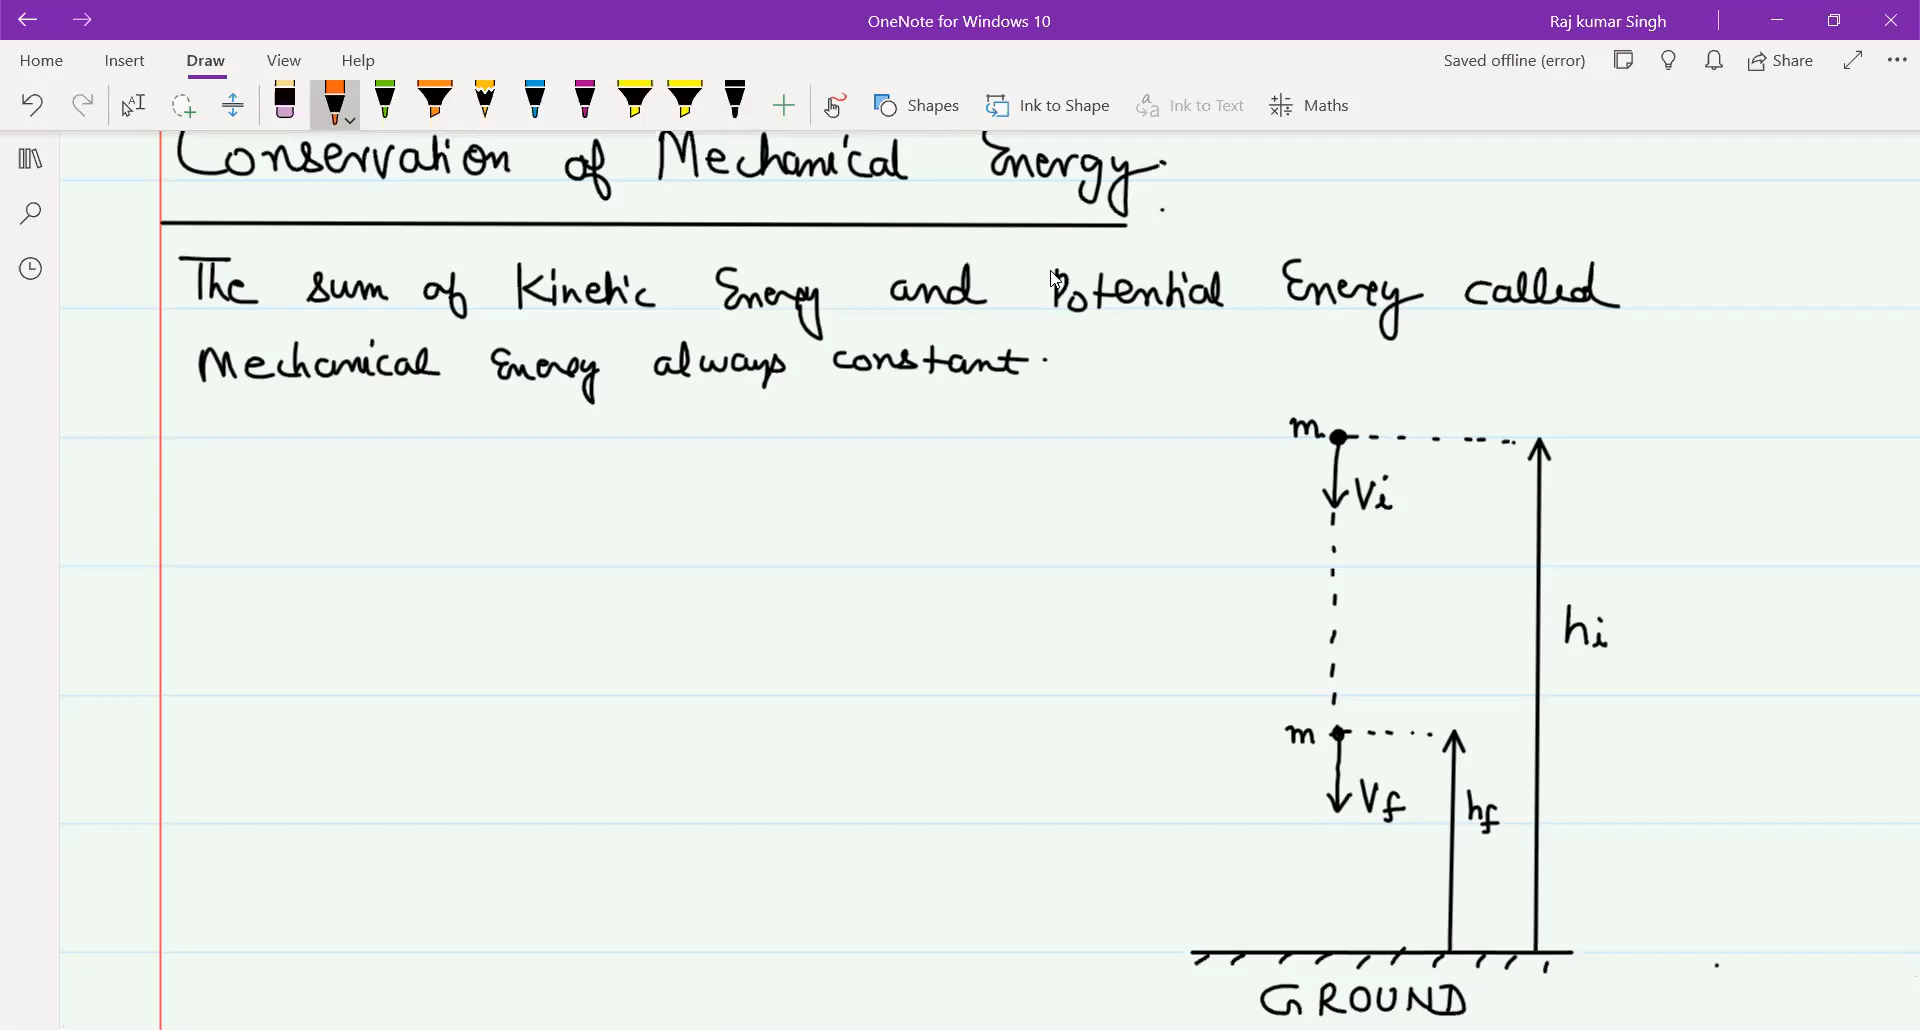 OneNote for Windows 10
Raj kumar Singh
Home Insert Draw View Help
Saved offline (error)
Share
Shapes
Ink to Shape
Ink to Text
Maths
Conservation of Mechanical Energy:
The sum of Kinetic Energy and Potential Energy called
Mechanical Energy always constant.
m
Vi
hi
m
Vf
hf
GROUND